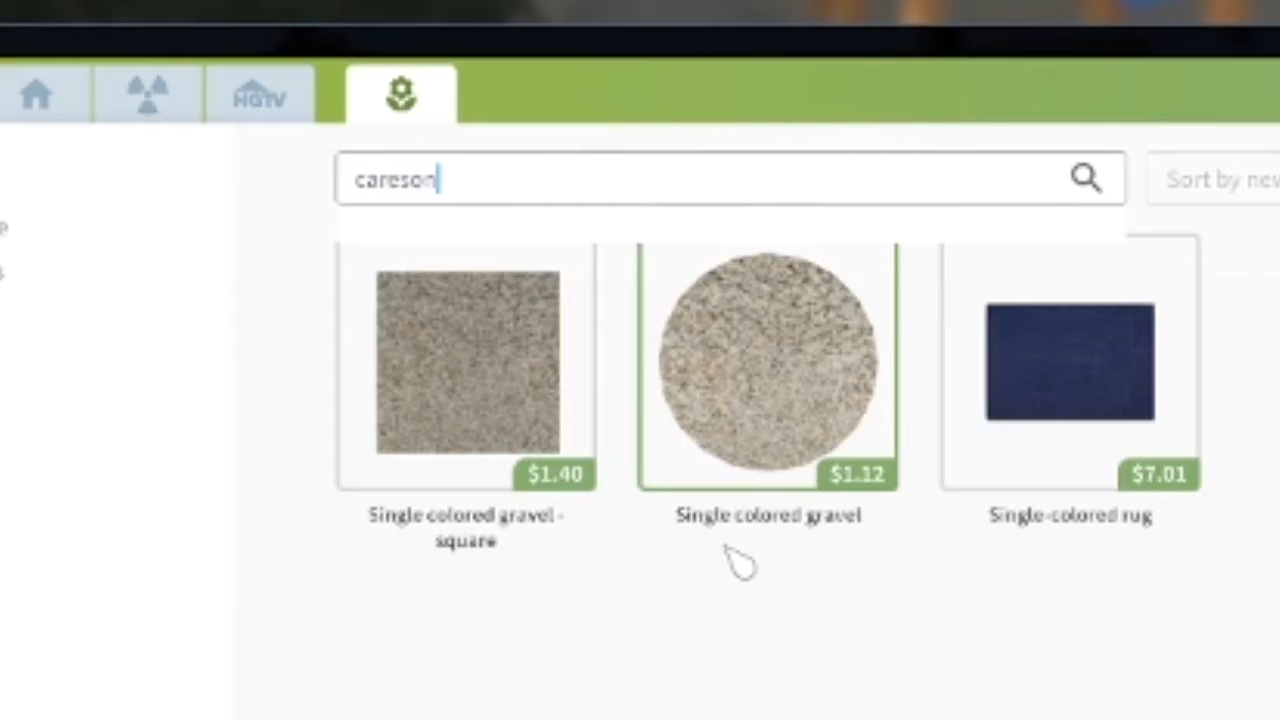 HGTV
careson
Sort by new
$1.40
$1.12
$7.01
Single colored gravel -
square
Single colored gravel
Single-colored rug